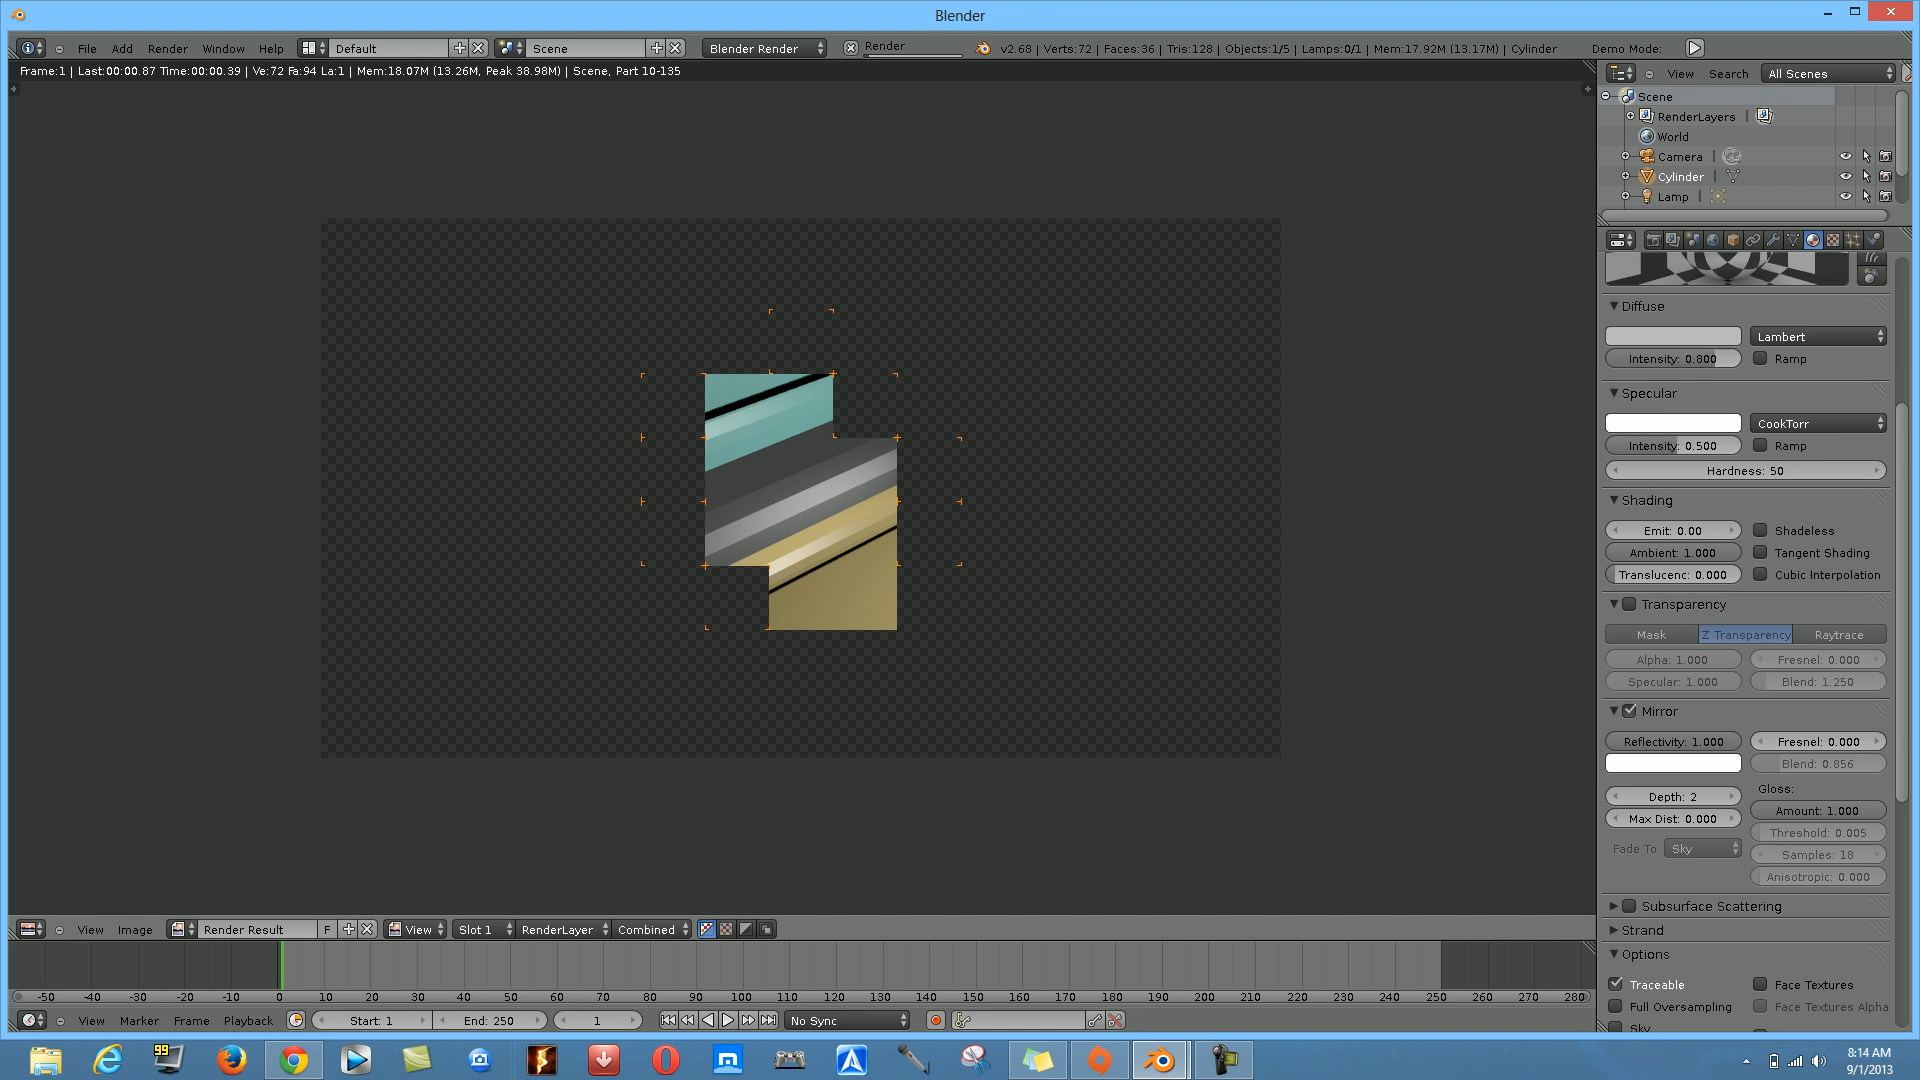 Blender
File Add Render Window Help Default Scene Blender Render Render v2.68 | Verts:72 | Faces:36 | Tris:128 | Objects:1/5 | Lamps:0/1 | Mem:17.92M (13.17M) | Cylinder Demo Mode:
Frame:1 | Last:00:00.87 Time:00:00.39 | Ve:72 Fa:94 La:1 | Mem:18.07M (13.26M, Peak 38.98M) | Scene, Part 10-135
View Search All Scenes
Scene
RenderLayers
World
Camera
Cylinder
Lamp
Diffuse
Lambert
Intensity: 0.800 Ramp
Specular
CookTorr
Intensity: 0.500 Ramp
Hardness: 50
Shading
Emit: 0.00 Shadeless
Ambient: 1.000 Tangent Shading
Translucenc: 0.000 Cubic Interpolation
Transparency
Mask Z Transparency Raytrace
Alpha: 1.000 Fresnel: 0.000
Specular: 1.000 Blend: 1.250
Mirror
Reflectivity: 1.000 Fresnel: 0.000
Blend: 0.856
Gloss:
Depth: 2
Amount: 1.000
Max Dist: 0.000
Threshold: 0.005
Fade To Sky
Samples: 18
Anisotropic: 0.000
Subsurface Scattering
Strand
Options
Traceable Face Textures
Full Oversampling Face Textures Alpha
Sky
View Image Render Result F View Slot 1 RenderLayer Combined
-50 -40 -30 -20 -10 0 10 20 30 40 50 60 70 80 90 100 110 120 130 140 150 160 170 180 190 200 210 220 230 240 250 260 270 280
View Marker Frame Playback Start: 1 End: 250 1 No Sync
99
8:14 AM
9/1/2013